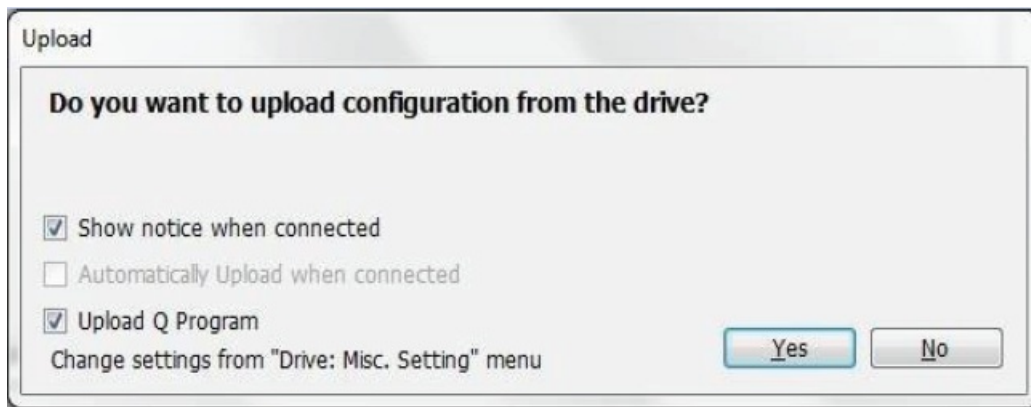 Upload
Do you want to upload configuration from the drive?
Show notice when connected
Automatically Upload when connected
Upload Q Program
Change settings from "Drive: Misc. Setting" menu
Yes
No